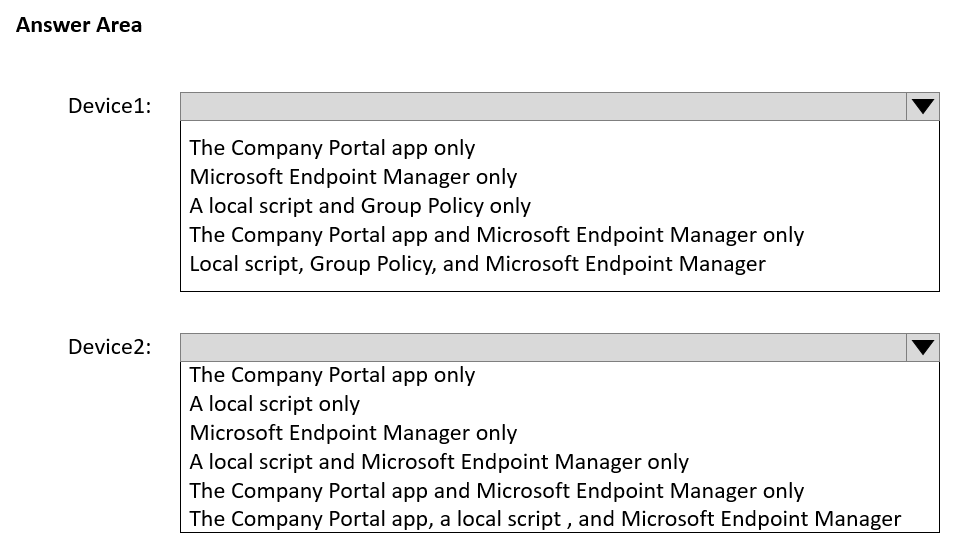 Answer Area
Device1:
The Company Portal app only
Microsoft Endpoint Manager only
A local script and Group Policy only
The Company Portal app and Microsoft Endpoint Manager only
Local script, Group Policy, and Microsoft Endpoint Manager
Device2:
The Company Portal app only
A local script only
Microsoft Endpoint Manager only
A local script and Microsoft Endpoint Manager only
The Company Portal app and Microsoft Endpoint Manager only
The Company Portal app, a local script , and Microsoft Endpoint Manager